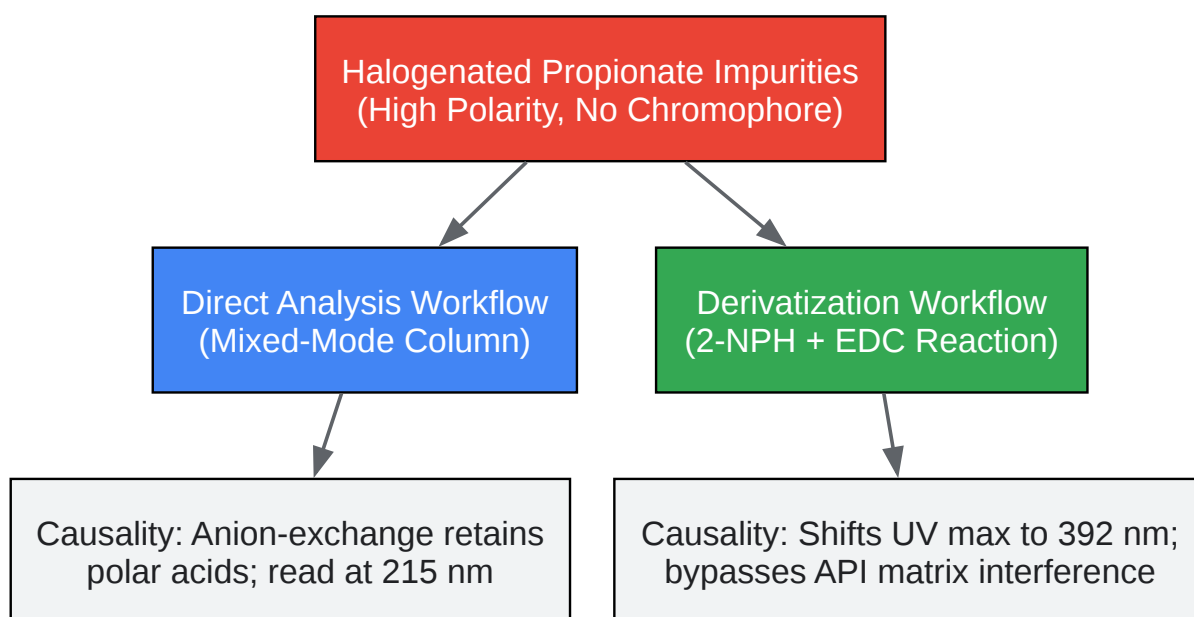 Halogenated Propionate Impurities
(High Polarity, No Chromophore)
Direct Analysis Workflow
(Mixed-Mode Column)
Derivatization Workflow
(2-NPH + EDC Reaction)
Causality: Anion-exchange retains
polar acids; read at 215 nm
Causality: Shifts UV max to 392 nm;
bypasses API matrix interference